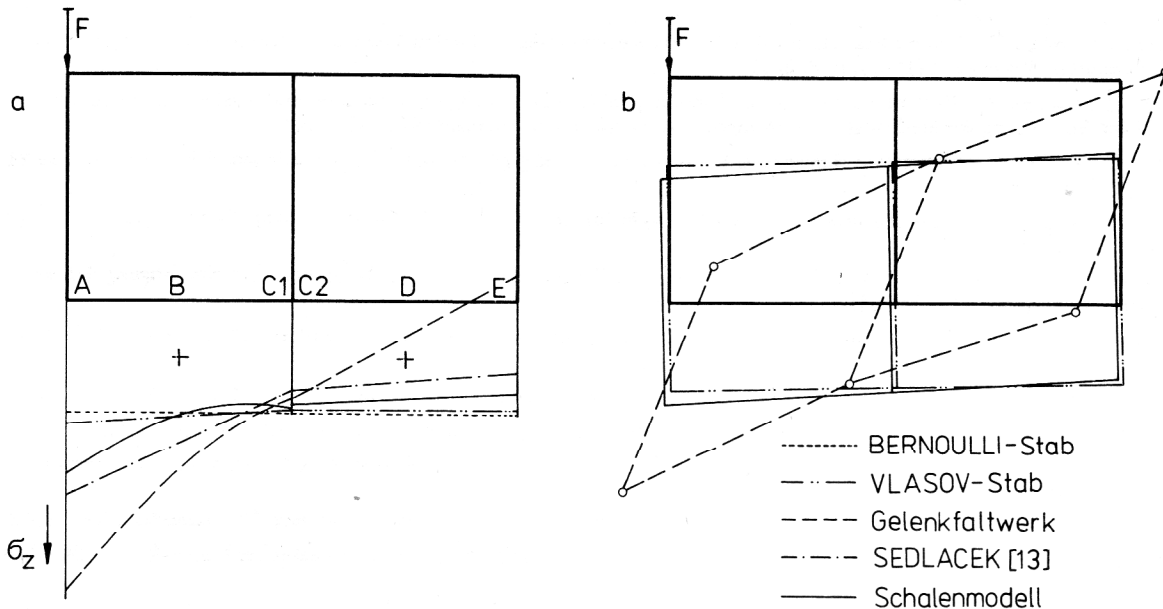 F
a
A B C1 C2 D E
σz
F
b
BERNOULLI-Stab
VLASOV-Stab
Gelenkfaltwerk
SEDLACEK [13]
Schalenmodell